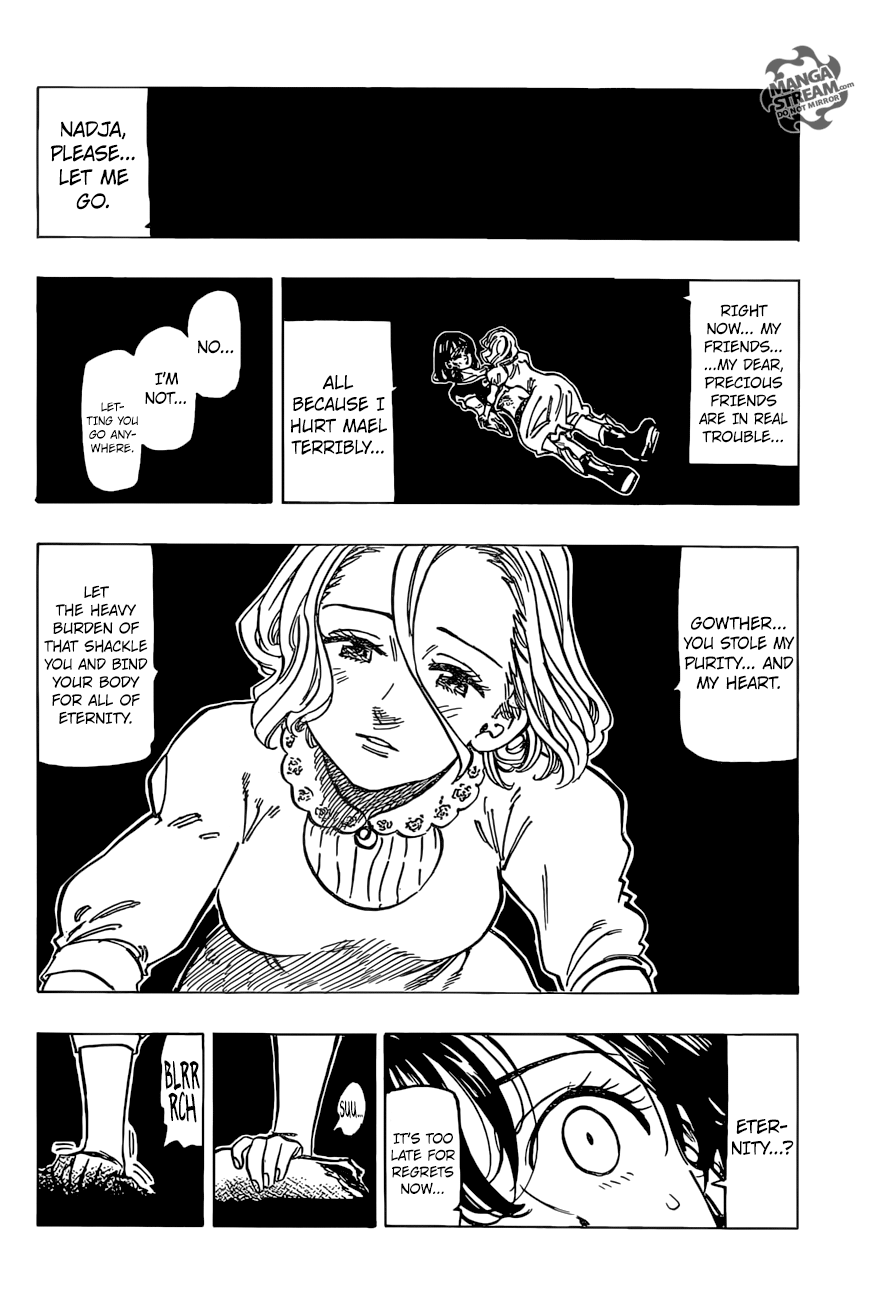 MANGA
STREAM.com
DO NOT MIRROR
NADJA,
PLEASE...
LET ME
GO.
RIGHT
NOW... MY
FRIENDS...
...MY DEAR,
PRECIOUS
FRIENDS
ARE IN REAL
TROUBLE...
ALL
BECAUSE I
HURT MAEL
TERRIBLY...
NO...
I'M
NOT...
LET-
TING YOU
GO ANY-
WHERE.
GOWTHER...
YOU STOLE MY
PURITY... AND
MY HEART.
LET
THE HEAVY
BURDEN OF
THAT SHACKLE
YOU AND BIND
YOUR BODY
FOR ALL OF
ETERNITY.
ETER-
NITY...?
IT'S TOO
LATE FOR
REGRETS
NOW...
SUU...
BLRR
RCH